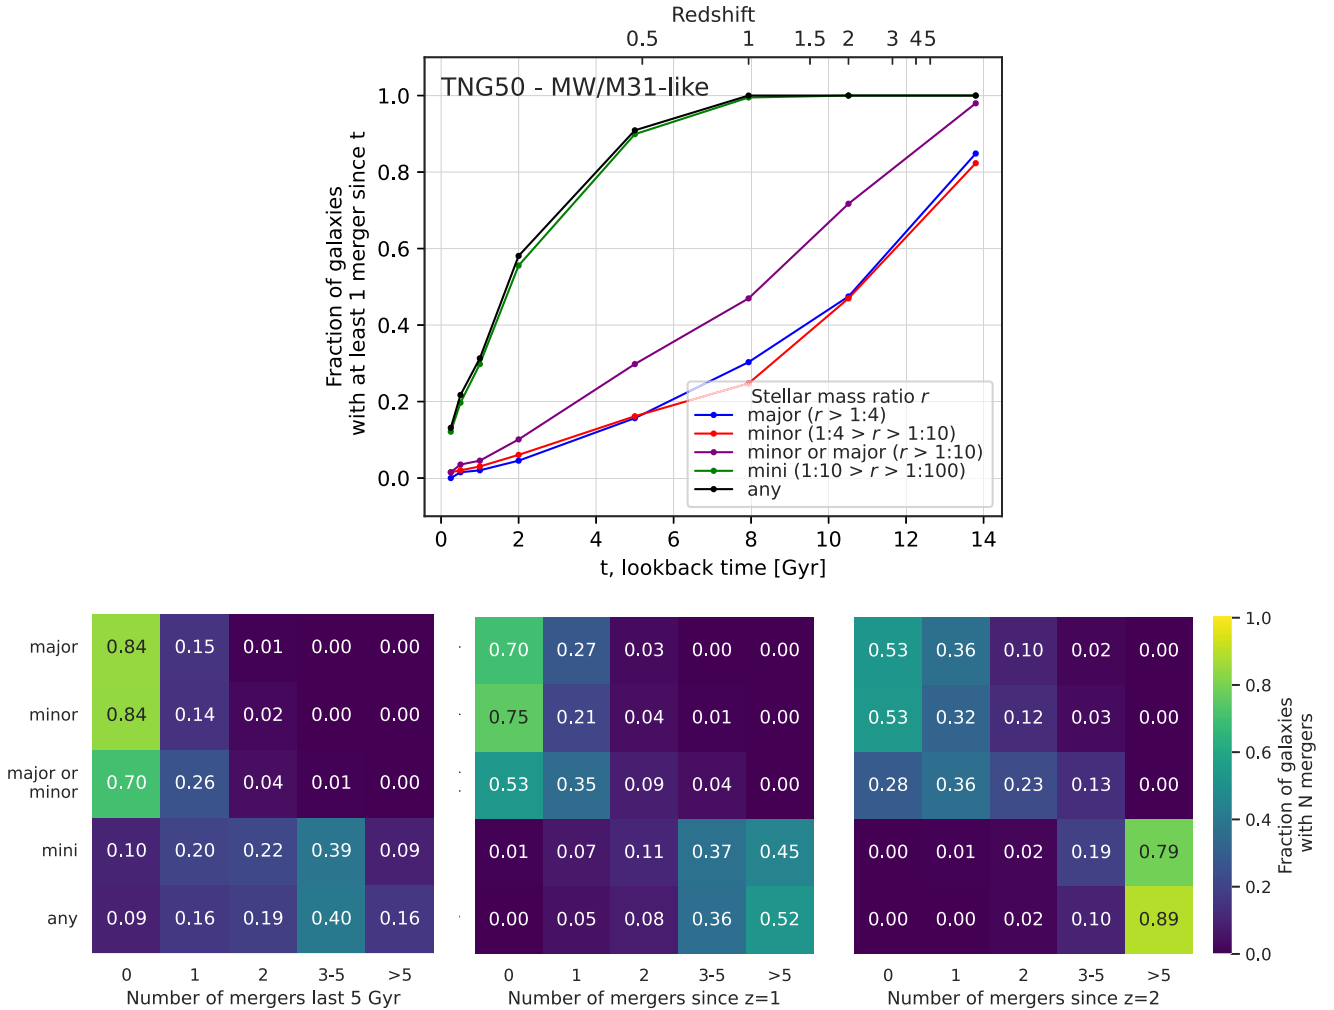 Redshift
0.5 1 1.5 2 3 4 5
TNG50 - MW/M31-like
1.0
0.8
0.6
0.4
0.2
0.0
Fraction of galaxies
with at least 1 merger since t
Stellar mass ratio r
major (r > 1:4)
minor (1:4 > r > 1:10)
minor or major (r > 1:10)
mini (1:10 > r > 1:100)
any
0 2 4 6 8 10 12 14
t, lookback time [Gyr]
major 0.84 0.15 0.01 0.00 0.00
minor 0.84 0.14 0.02 0.00 0.00
major or
minor
0.70 0.26 0.04 0.01 0.00
mini 0.10 0.20 0.22 0.39 0.09
any 0.09 0.16 0.19 0.40 0.16
0 1 2 3-5 >5
Number of mergers last 5 Gyr
0.70 0.27 0.03 0.00 0.00
0.75 0.21 0.04 0.01 0.00
0.53 0.35 0.09 0.04 0.00
0.01 0.07 0.11 0.37 0.45
0.00 0.05 0.08 0.36 0.52
0 1 2 3-5 >5
Number of mergers since z=1
0.53 0.36 0.10 0.02 0.00
0.53 0.32 0.12 0.03 0.00
0.28 0.36 0.23 0.13 0.00
0.00 0.01 0.02 0.19 0.79
0.00 0.00 0.02 0.10 0.89
0 1 2 3-5 >5
Number of mergers since z=2
1.0
0.8
0.6
0.4
0.2
0.0
Fraction of galaxies
with N mergers